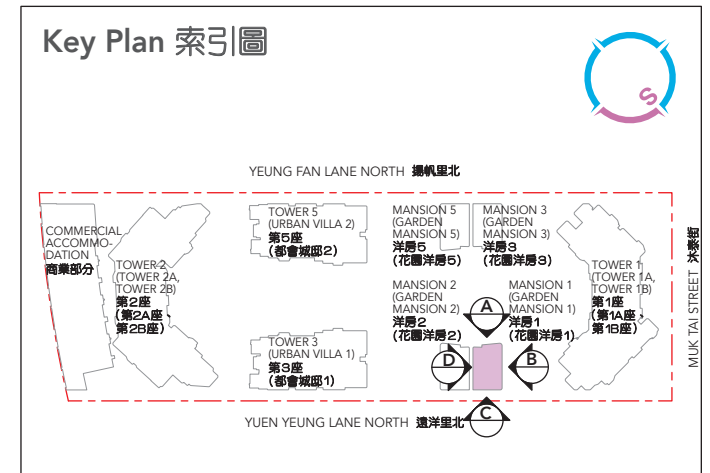 Key Plan 索引圖
S
YEUNG FAN LANE NORTH 揚帆里北
COMMERCIAL
ACCOMMO-
DATION
商業部分
TOWER 2
(TOWER 2A,
TOWER 2B)
第2座
(第2A座、
第2B座)
TOWER 5
(URBAN VILLA 2)
第5座
(都會城邸2)
TOWER 3
(URBAN VILLA 1)
第3座
(都會城邸1)
MANSION 5
(GARDEN
MANSION 5)
洋房5
(花園洋房5)
MANSION 3
(GARDEN
MANSION 3)
洋房3
(花園洋房3)
MANSION 2
(GARDEN
MANSION 2)
洋房2
(花園洋房2)
MANSION 1
(GARDEN
MANSION 1)
洋房1
(花園洋房1)
TOWER 1
(TOWER 1A,
TOWER 1B)
第1座
(第1A座、
第1B座)
A
D
B
C
MUK TAI STREET 沐泰街
YUEN YEUNG LANE NORTH 遠洋里北